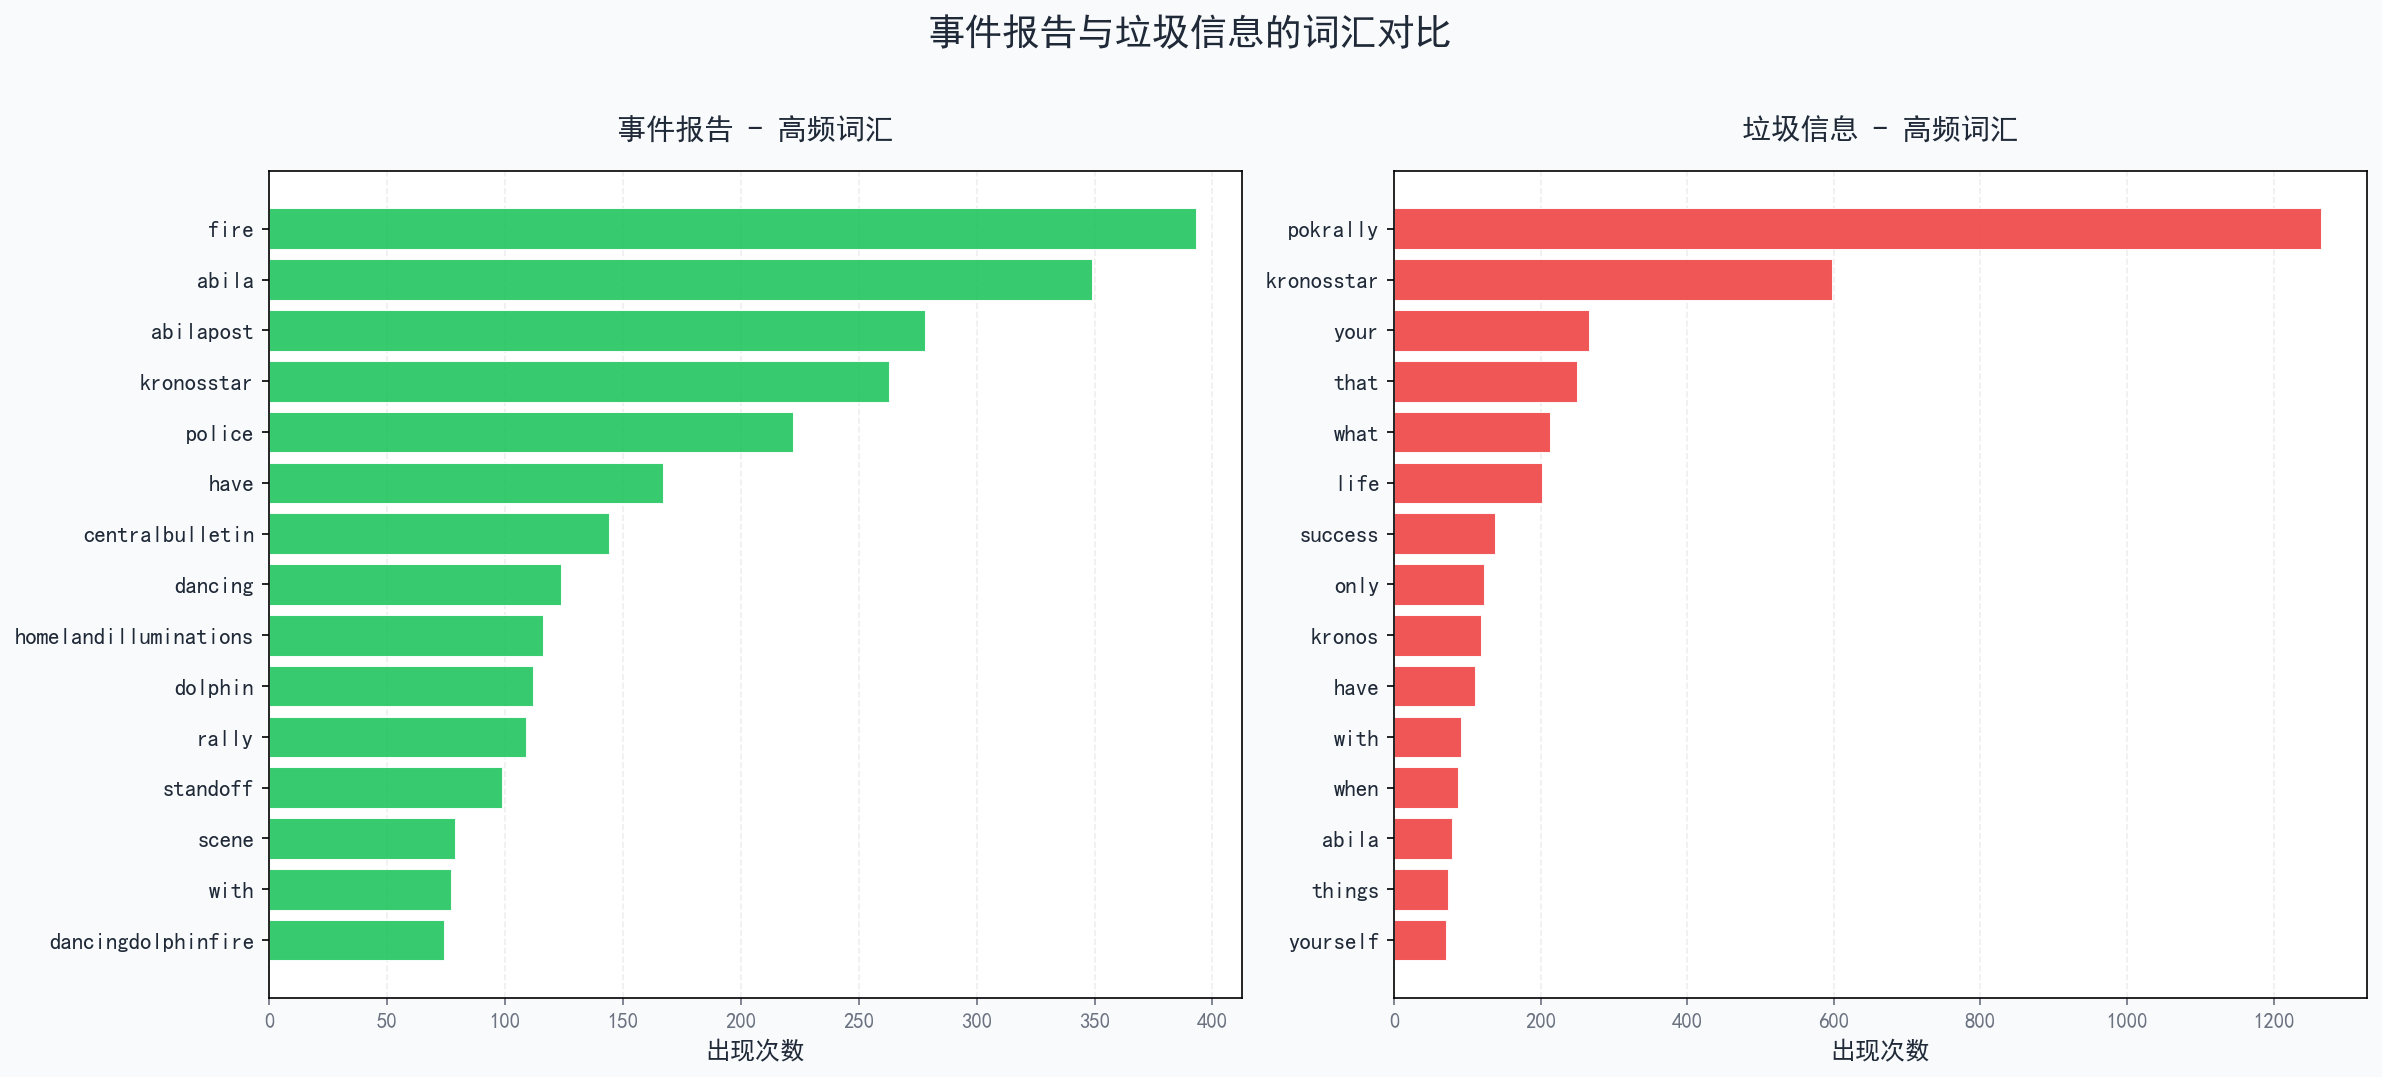 事件报告与垃圾信息的词汇对比
事件报告 - 高频词汇
fire
abila
abilapost
kronosstar
police
have
centralbulletin
dancing
homelandilluminations
dolphin
rally
standoff
scene
with
dancingdolphinfire
0 50 100 150 200 250 300 350 400
出现次数
垃圾信息 - 高频词汇
pokrally
kronosstar
your
that
what
life
success
only
kronos
have
with
when
abila
things
yourself
0 200 400 600 800 1000 1200
出现次数